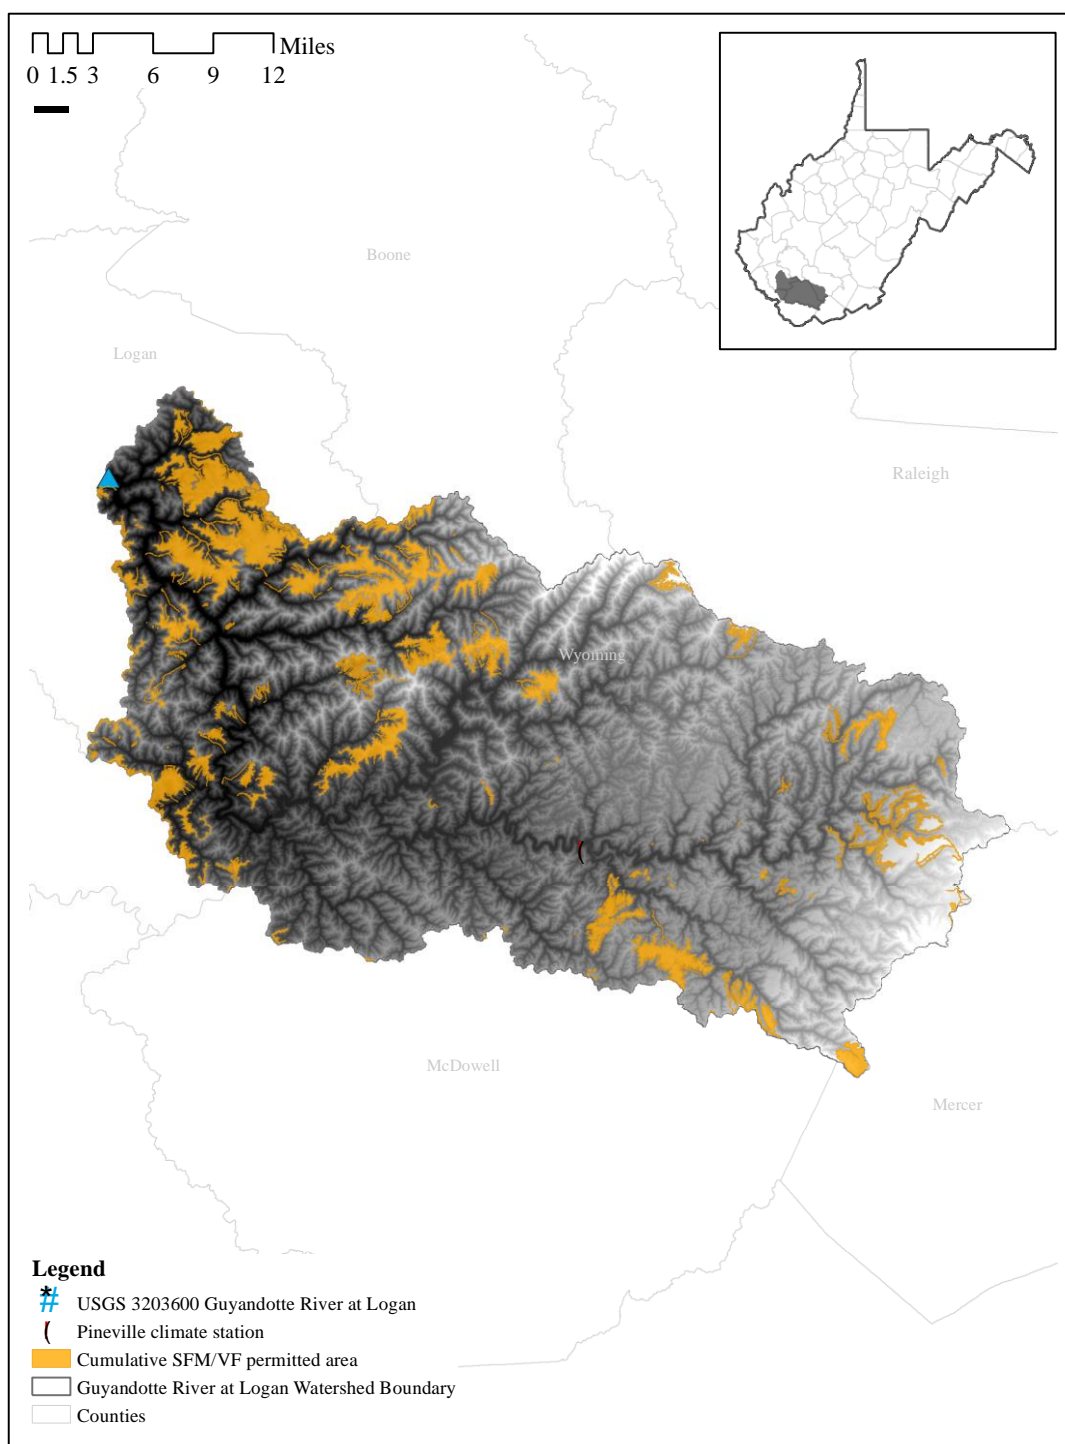 Miles
0 1.5 3 6 9 12
Boone
Logan
Raleigh
Wyoming
McDowell
Mercer
Legend
USGS 3203600 Guyandotte River at Logan
Pineville climate station
Cumulative SFM/VF permitted area
Guyandotte River at Logan Watershed Boundary
Counties